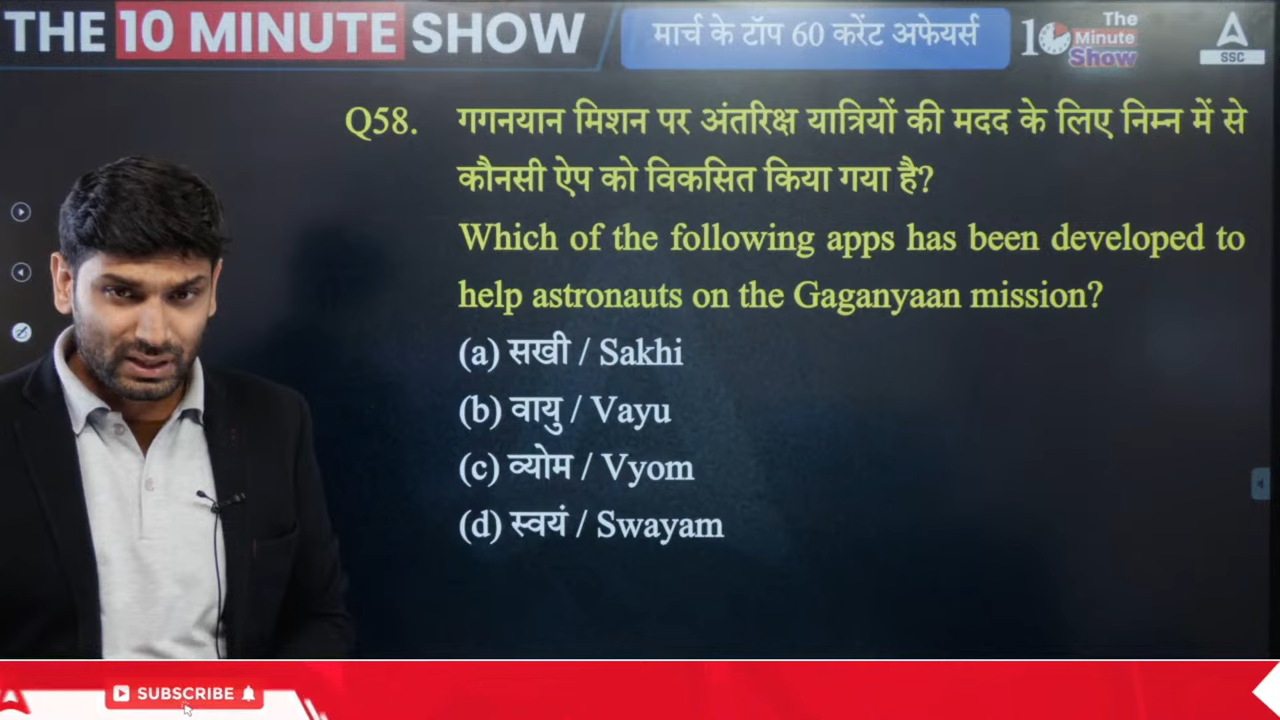 THE 10 MINUTE SHOW
मार्च के टॉप 60 करेंट अफेयर्स
10 The Minute Show
SSC
Q58. गगनयान मिशन पर अंतरिक्ष यात्रियों की मदद के लिए निम्न में से
कौनसी ऐप को विकसित किया गया है?
Which of the following apps has been developed to
help astronauts on the Gaganyaan mission?
(a) सखी / Sakhi
(b) वायु / Vayu
(c) व्योम / Vyom
(d) स्वयं / Swayam
SUBSCRIBE